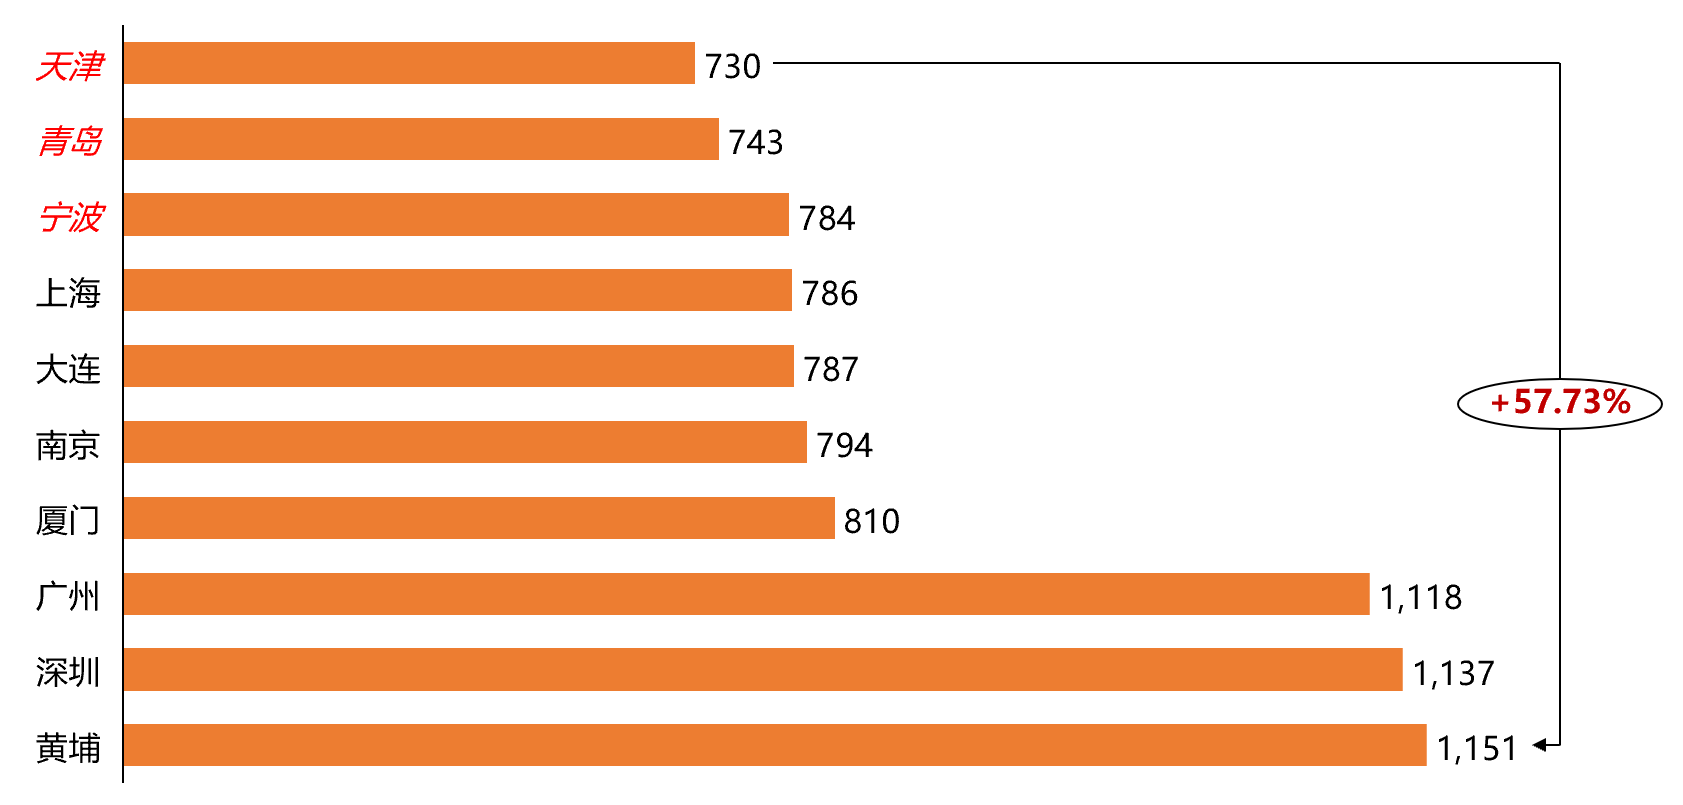 天津 730
青岛 743
宁波 784
上海 786
大连 787
+57.73%
南京 794
厦门 810
广州 1,118
深圳 1,137
黄埔 1,151